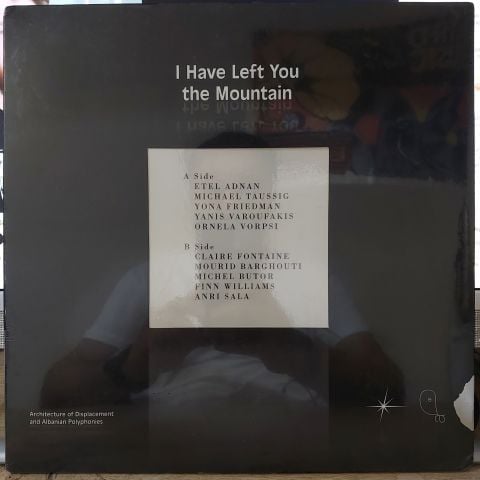 I Have Left You
the Mountain
A Side
ETEL ADNAN
MICHAEL TAUSSIG
YONA FRIEDMAN
YANIS VAROUFAKIS
ORNELA VORPSI
B Side
CLAIRE FONTAINE
MOURID BARGHOUTI
MICHEL BUTOR
FINN WILLIAMS
ANRI SALA
Architecture of Displacement
and Albanian Polyphonies